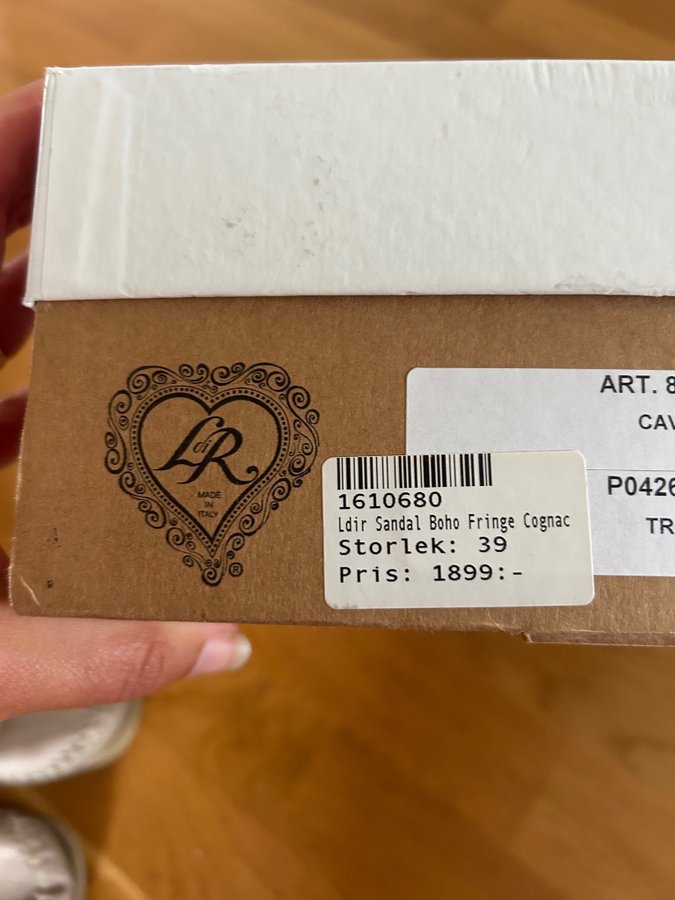 LdiR
MADE
IN
ITALY
®
ART. 8
CAV
P0426
TR
1610680
Ldir Sandal Boho Fringe Cognac
Storlek: 39
Pris: 1899:-